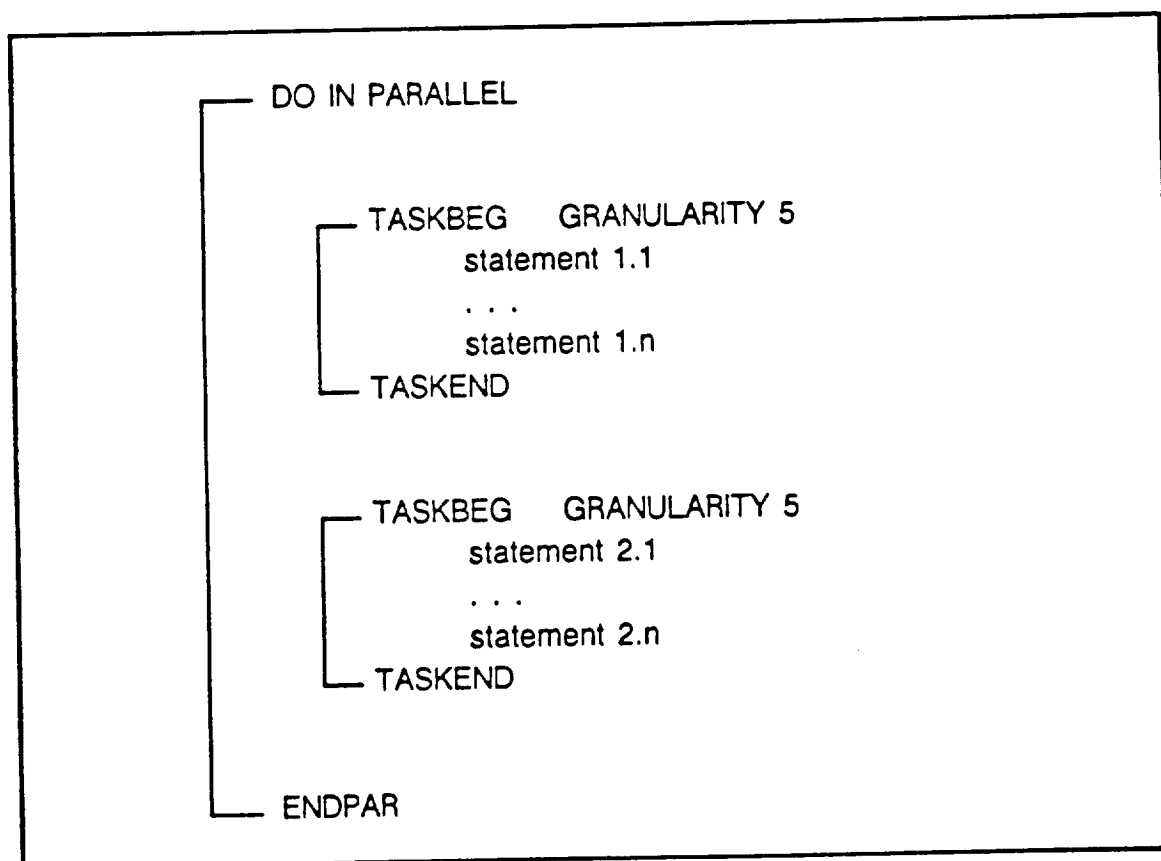 DO IN PARALLEL
TASKBEG GRANULARITY 5
statement 1.1
. . .
statement 1.n
TASKEND
TASKBEG GRANULARITY 5
statement 2.1
. . .
statement 2.n
TASKEND
ENDPAR